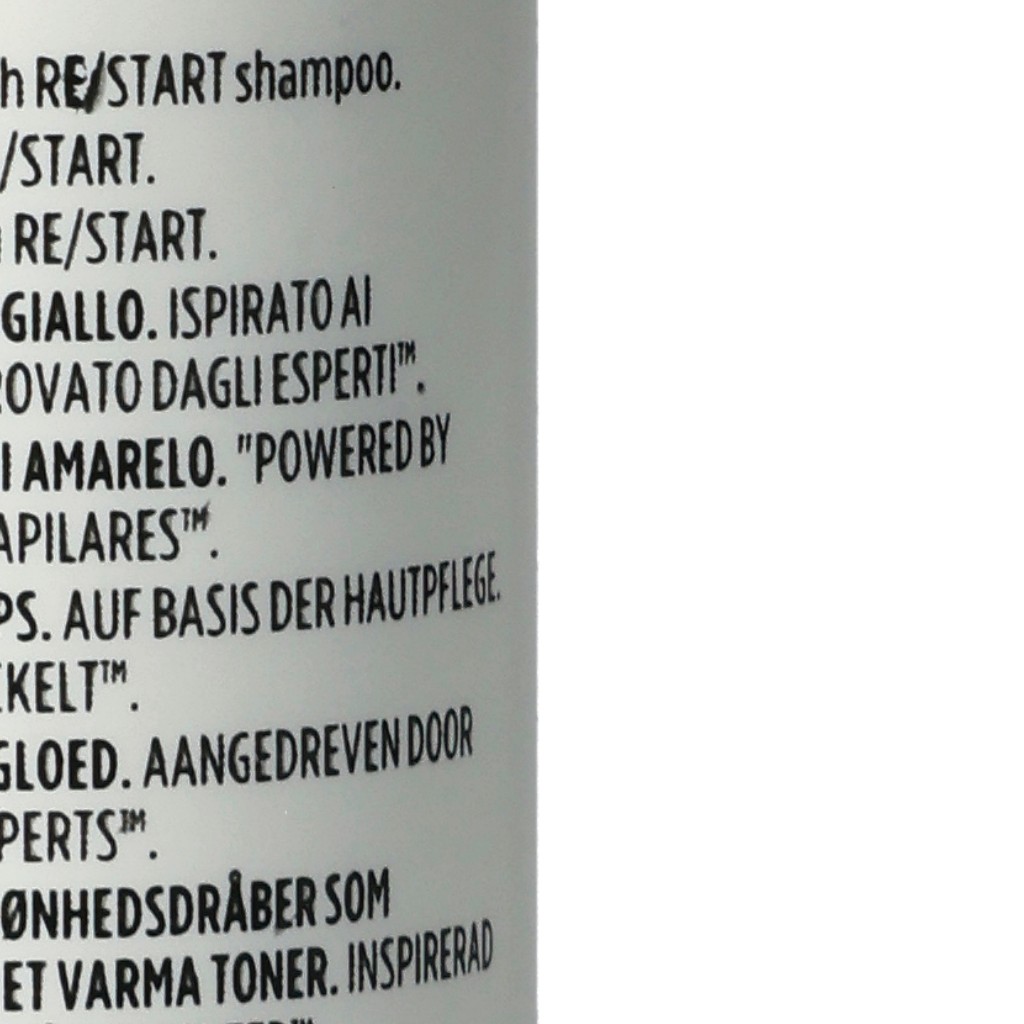 RE/START shampoo.
/START.
RE/START.
GIALLO. ISPIRATO AI
ROVATO DAGLI ESPERTI™.
I AMARELO. "POWERED BY
APILARES™.
PS. AUF BASIS DER HAUTPFLEGE.
KELT™.
GLOED. AANGEDREVEN DOOR
PERTS™.
ØNHEDSDRÅBER SOM
ET VARMA TONER. INSPIRERAD